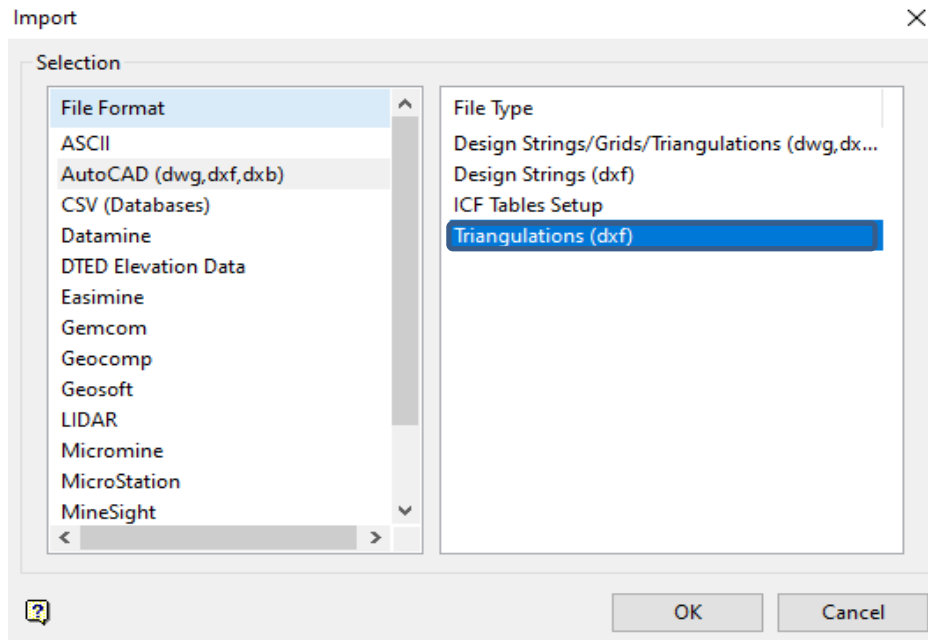 Import
Selection
File Format
ASCII
AutoCAD (dwg,dxf,dxb)
CSV (Databases)
Datamine
DTED Elevation Data
Easimine
Gemcom
Geocomp
Geosoft
LIDAR
Micromine
MicroStation
MineSight
File Type
Design Strings/Grids/Triangulations (dwg,dx...
Design Strings (dxf)
ICF Tables Setup
Triangulations (dxf)
?
OK
Cancel